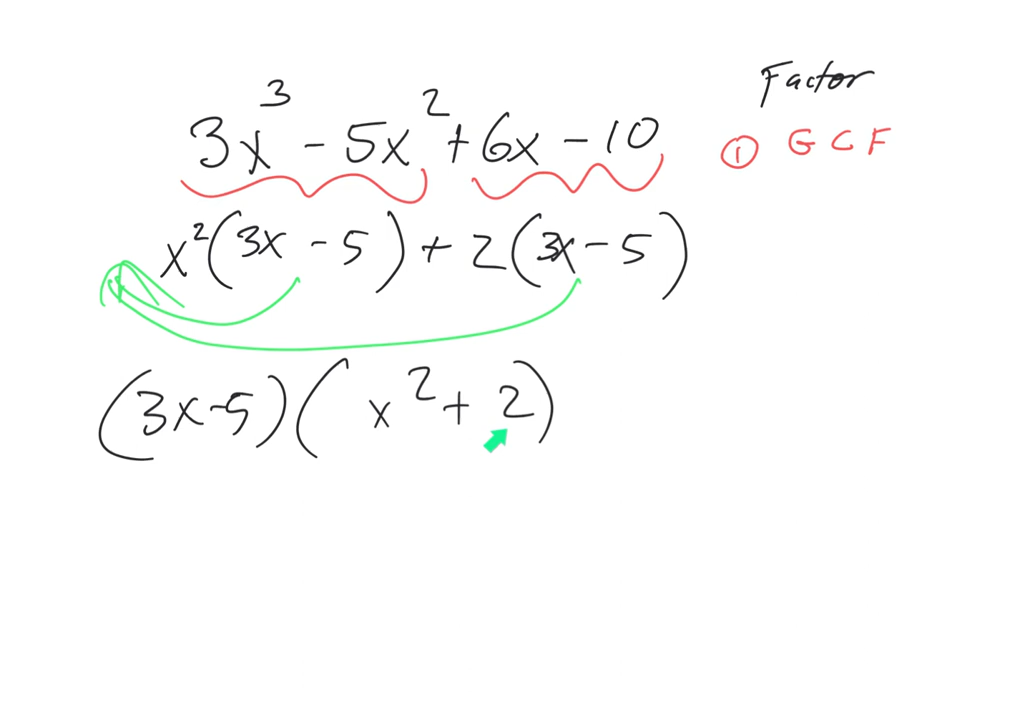 Factor
3x³ - 5x² + 6x - 10
① GCF
x²(3x - 5) + 2(3x - 5)
(3x-5)(x² + 2)